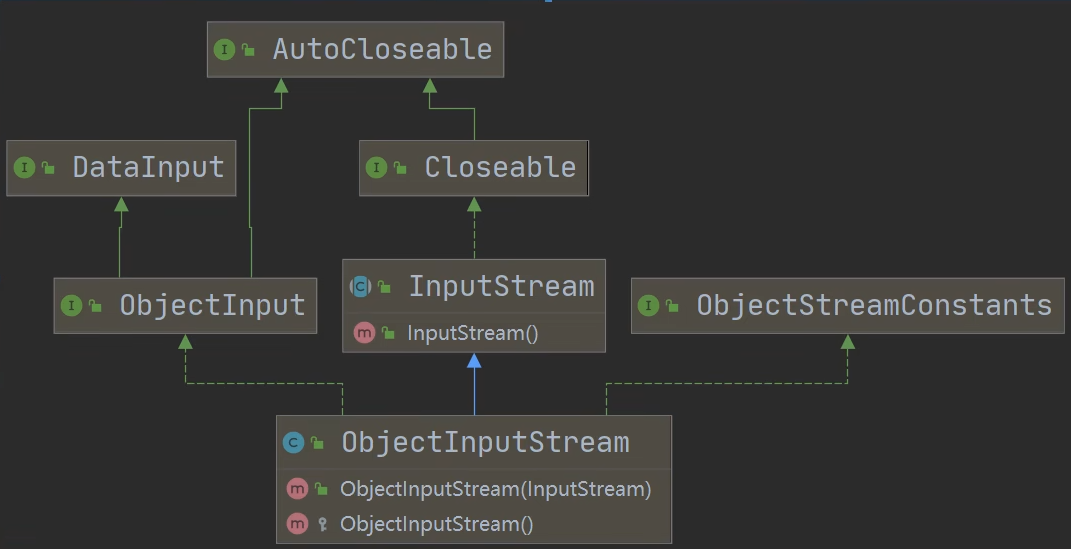 AutoCloseable
DataInput
Closeable
ObjectInput
InputStream
InputStream()
ObjectStreamConstants
ObjectInputStream
ObjectInputStream(InputStream)
ObjectInputStream()